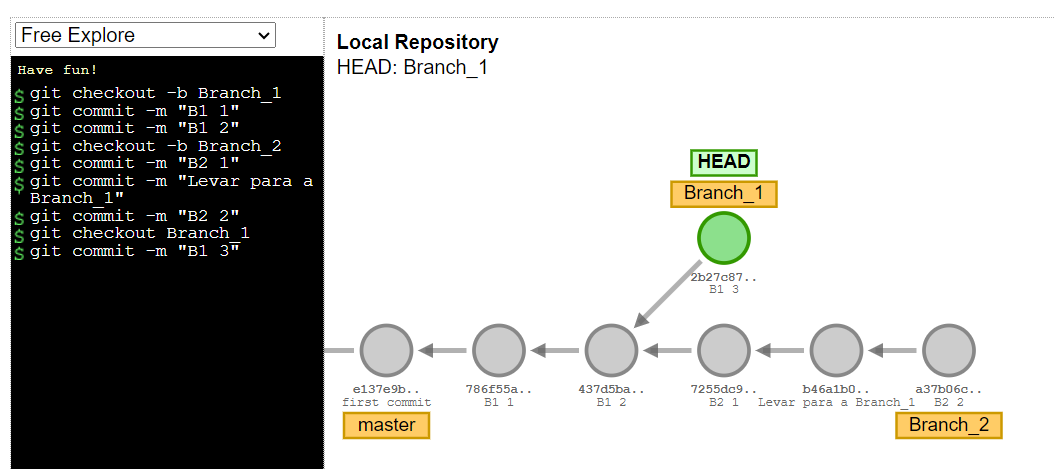 Free Explore
Have fun!
$ git checkout -b Branch_1
$ git commit -m "B1 1"
$ git commit -m "B1 2"
$ git checkout -b Branch_2
$ git commit -m "B2 1"
$ git commit -m "Levar para a
Branch_1"
$ git commit -m "B2 2"
$ git checkout Branch_1
$ git commit -m "B1 3"
Local Repository
HEAD: Branch_1
HEAD
Branch_1
2b27c87..
B1 3
e137e9b..
first commit
master
786f55a..
B1 1
437d5ba..
B1 2
7255dc9..
B2 1
b46a1b0..
Levar para a Branch_1
a37b06c..
B2 2
Branch_2